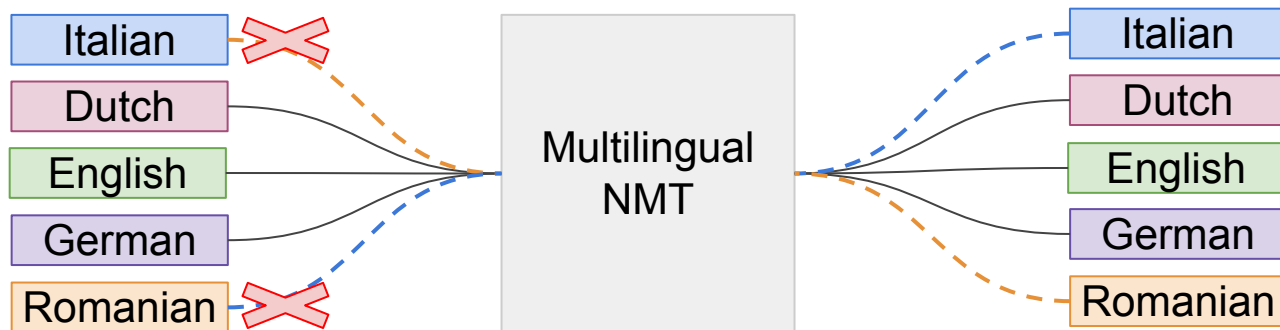 Italian
Dutch
English
German
Romanian
Multilingual
NMT
Italian
Dutch
English
German
Romanian